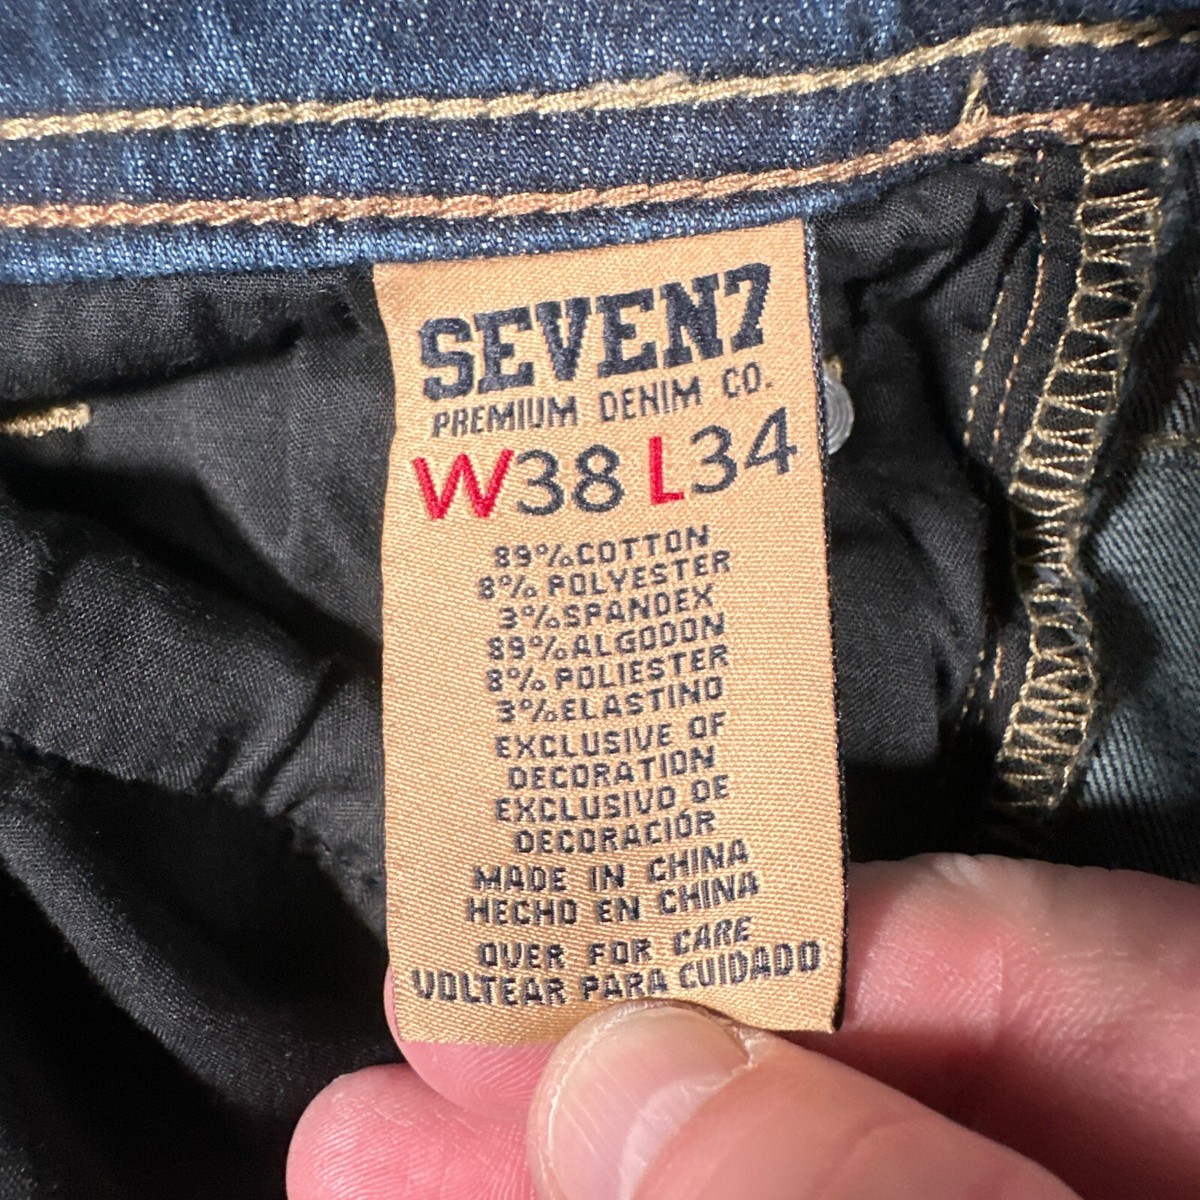 SEVEN7
PREMIUM DENIM CO.
W38 L34
89%COTTON
8% POLYESTER
3%SPANDEX
89%ALGODON
8% POLIESTER
3%ELASTINO
EXCLUSIVE OF
DECORATION
EXCLUSIVO DE
DECORACIÓR
MADE IN CHINA
HECHO EN CHINA
OVER FOR CARE
VOLTEAR PARA CUIDADO